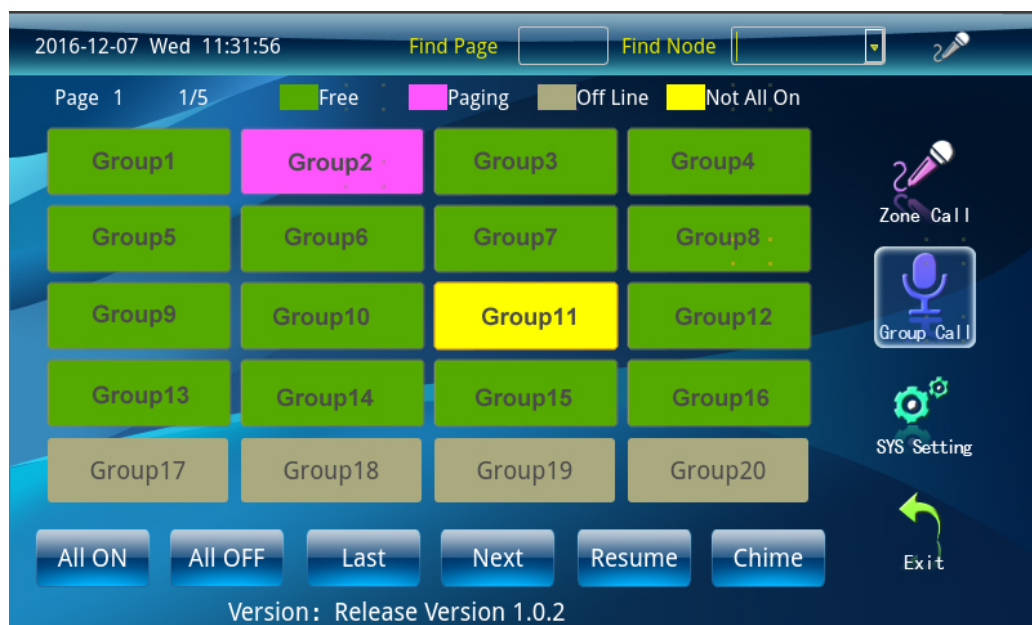 2016-12-07 Wed 11:31:56 Find Page Find Node
Page 1 1/5 Free Paging Off Line Not All On
Group1 Group2 Group3 Group4
Zone Call
Group5 Group6 Group7 Group8
Group9 Group10 Group11 Group12
Group Call
Group13 Group14 Group15 Group16
SYS Setting
Group17 Group18 Group19 Group20
All ON All OFF Last Next Resume Chime
Exit
Version: Release Version 1.0.2